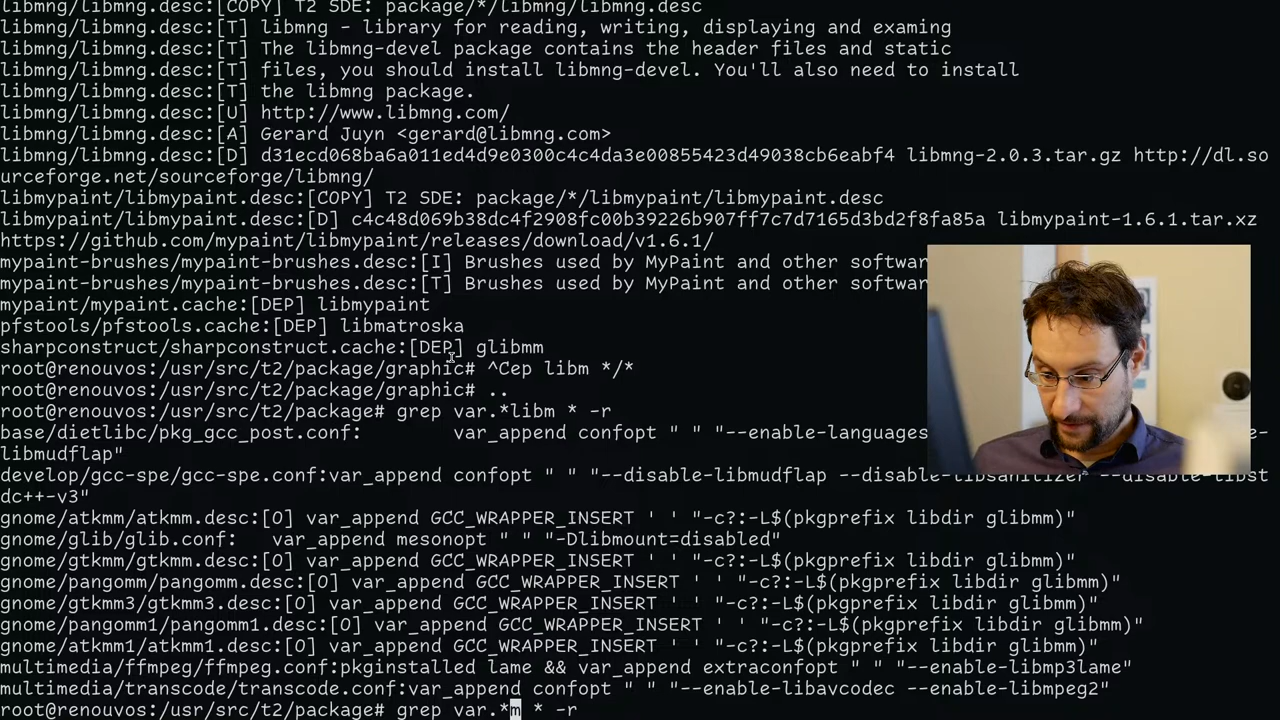 libmng/libmng.desc:[COPY] T2 SDE: package/*/libmng/libmng.desc
libmng/libmng.desc:[T] libmng - library for reading, writing, displaying and examing
libmng/libmng.desc:[T] The libmng-devel package contains the header files and static
libmng/libmng.desc:[T] files, you should install libmng-devel. You'll also need to install
libmng/libmng.desc:[T] the libmng package.
libmng/libmng.desc:[U] http://www.libmng.com/
libmng/libmng.desc:[A] Gerard Juyn <gerard@libmng.com>
libmng/libmng.desc:[D] d31ecd068ba6a011ed4d9e0300c4c4da3e00855423d49038cb6eabf4 libmng-2.0.3.tar.gz http://dl.so
urceforge.net/sourceforge/libmng/
libmypaint/libmypaint.desc:[COPY] T2 SDE: package/*/libmypaint/libmypaint.desc
libmypaint/libmypaint.desc:[D] c4c48d069b38dc4f2908fc00b39226b907ff7c7d7165d3bd2f8fa85a libmypaint-1.6.1.tar.xz
https://github.com/mypaint/libmypaint/releases/download/v1.6.1/
mypaint-brushes/mypaint-brushes.desc:[I] Brushes used by MyPaint and other softwar
mypaint-brushes/mypaint-brushes.desc:[T] Brushes used by MyPaint and other softwar
mypaint/mypaint.cache:[DEP] libmypaint
pfstools/pfstools.cache:[DEP] libmatroska
sharpconstruct/sharpconstruct.cache:[DEP] glibmm
root@renouvos:/usr/src/t2/package/graphic# ^Cep libm */*
root@renouvos:/usr/src/t2/package/graphic# ..
root@renouvos:/usr/src/t2/package# grep var.*libm * -r
base/dietlibc/pkg_gcc_post.conf:        var_append confopt " " "--enable-languages e-
libmudflap"
develop/gcc-spe/gcc-spe.conf:var_append confopt " " "--disable-libmudflap --disable-libsanitizer --disable-libst
dc++-v3"
gnome/atkmm/atkmm.desc:[O] var_append GCC_WRAPPER_INSERT ' ' "-c?:-L$(pkgprefix libdir glibmm)"
gnome/glib/glib.conf:   var_append mesonopt " " "-Dlibmount=disabled"
gnome/gtkmm/gtkmm.desc:[O] var_append GCC_WRAPPER_INSERT ' ' "-c?:-L$(pkgprefix libdir glibmm)"
gnome/pangomm/pangomm.desc:[O] var_append GCC_WRAPPER_INSERT ' ' "-c?:-L$(pkgprefix libdir glibmm)"
gnome/gtkmm3/gtkmm3.desc:[O] var_append GCC_WRAPPER_INSERT ' ' "-c?:-L$(pkgprefix libdir glibmm)"
gnome/pangomm1/pangomm1.desc:[O] var_append GCC_WRAPPER_INSERT ' ' "-c?:-L$(pkgprefix libdir glibmm)"
gnome/atkmm1/atkmm1.desc:[O] var_append GCC_WRAPPER_INSERT ' ' "-c?:-L$(pkgprefix libdir glibmm)"
multimedia/ffmpeg/ffmpeg.conf:pkginstalled lame && var_append extraconfopt " " "--enable-libmp3lame"
multimedia/transcode/transcode.conf:var_append confopt " " "--enable-libavcodec --enable-libmpeg2"
root@renouvos:/usr/src/t2/package# grep var.*m * -r